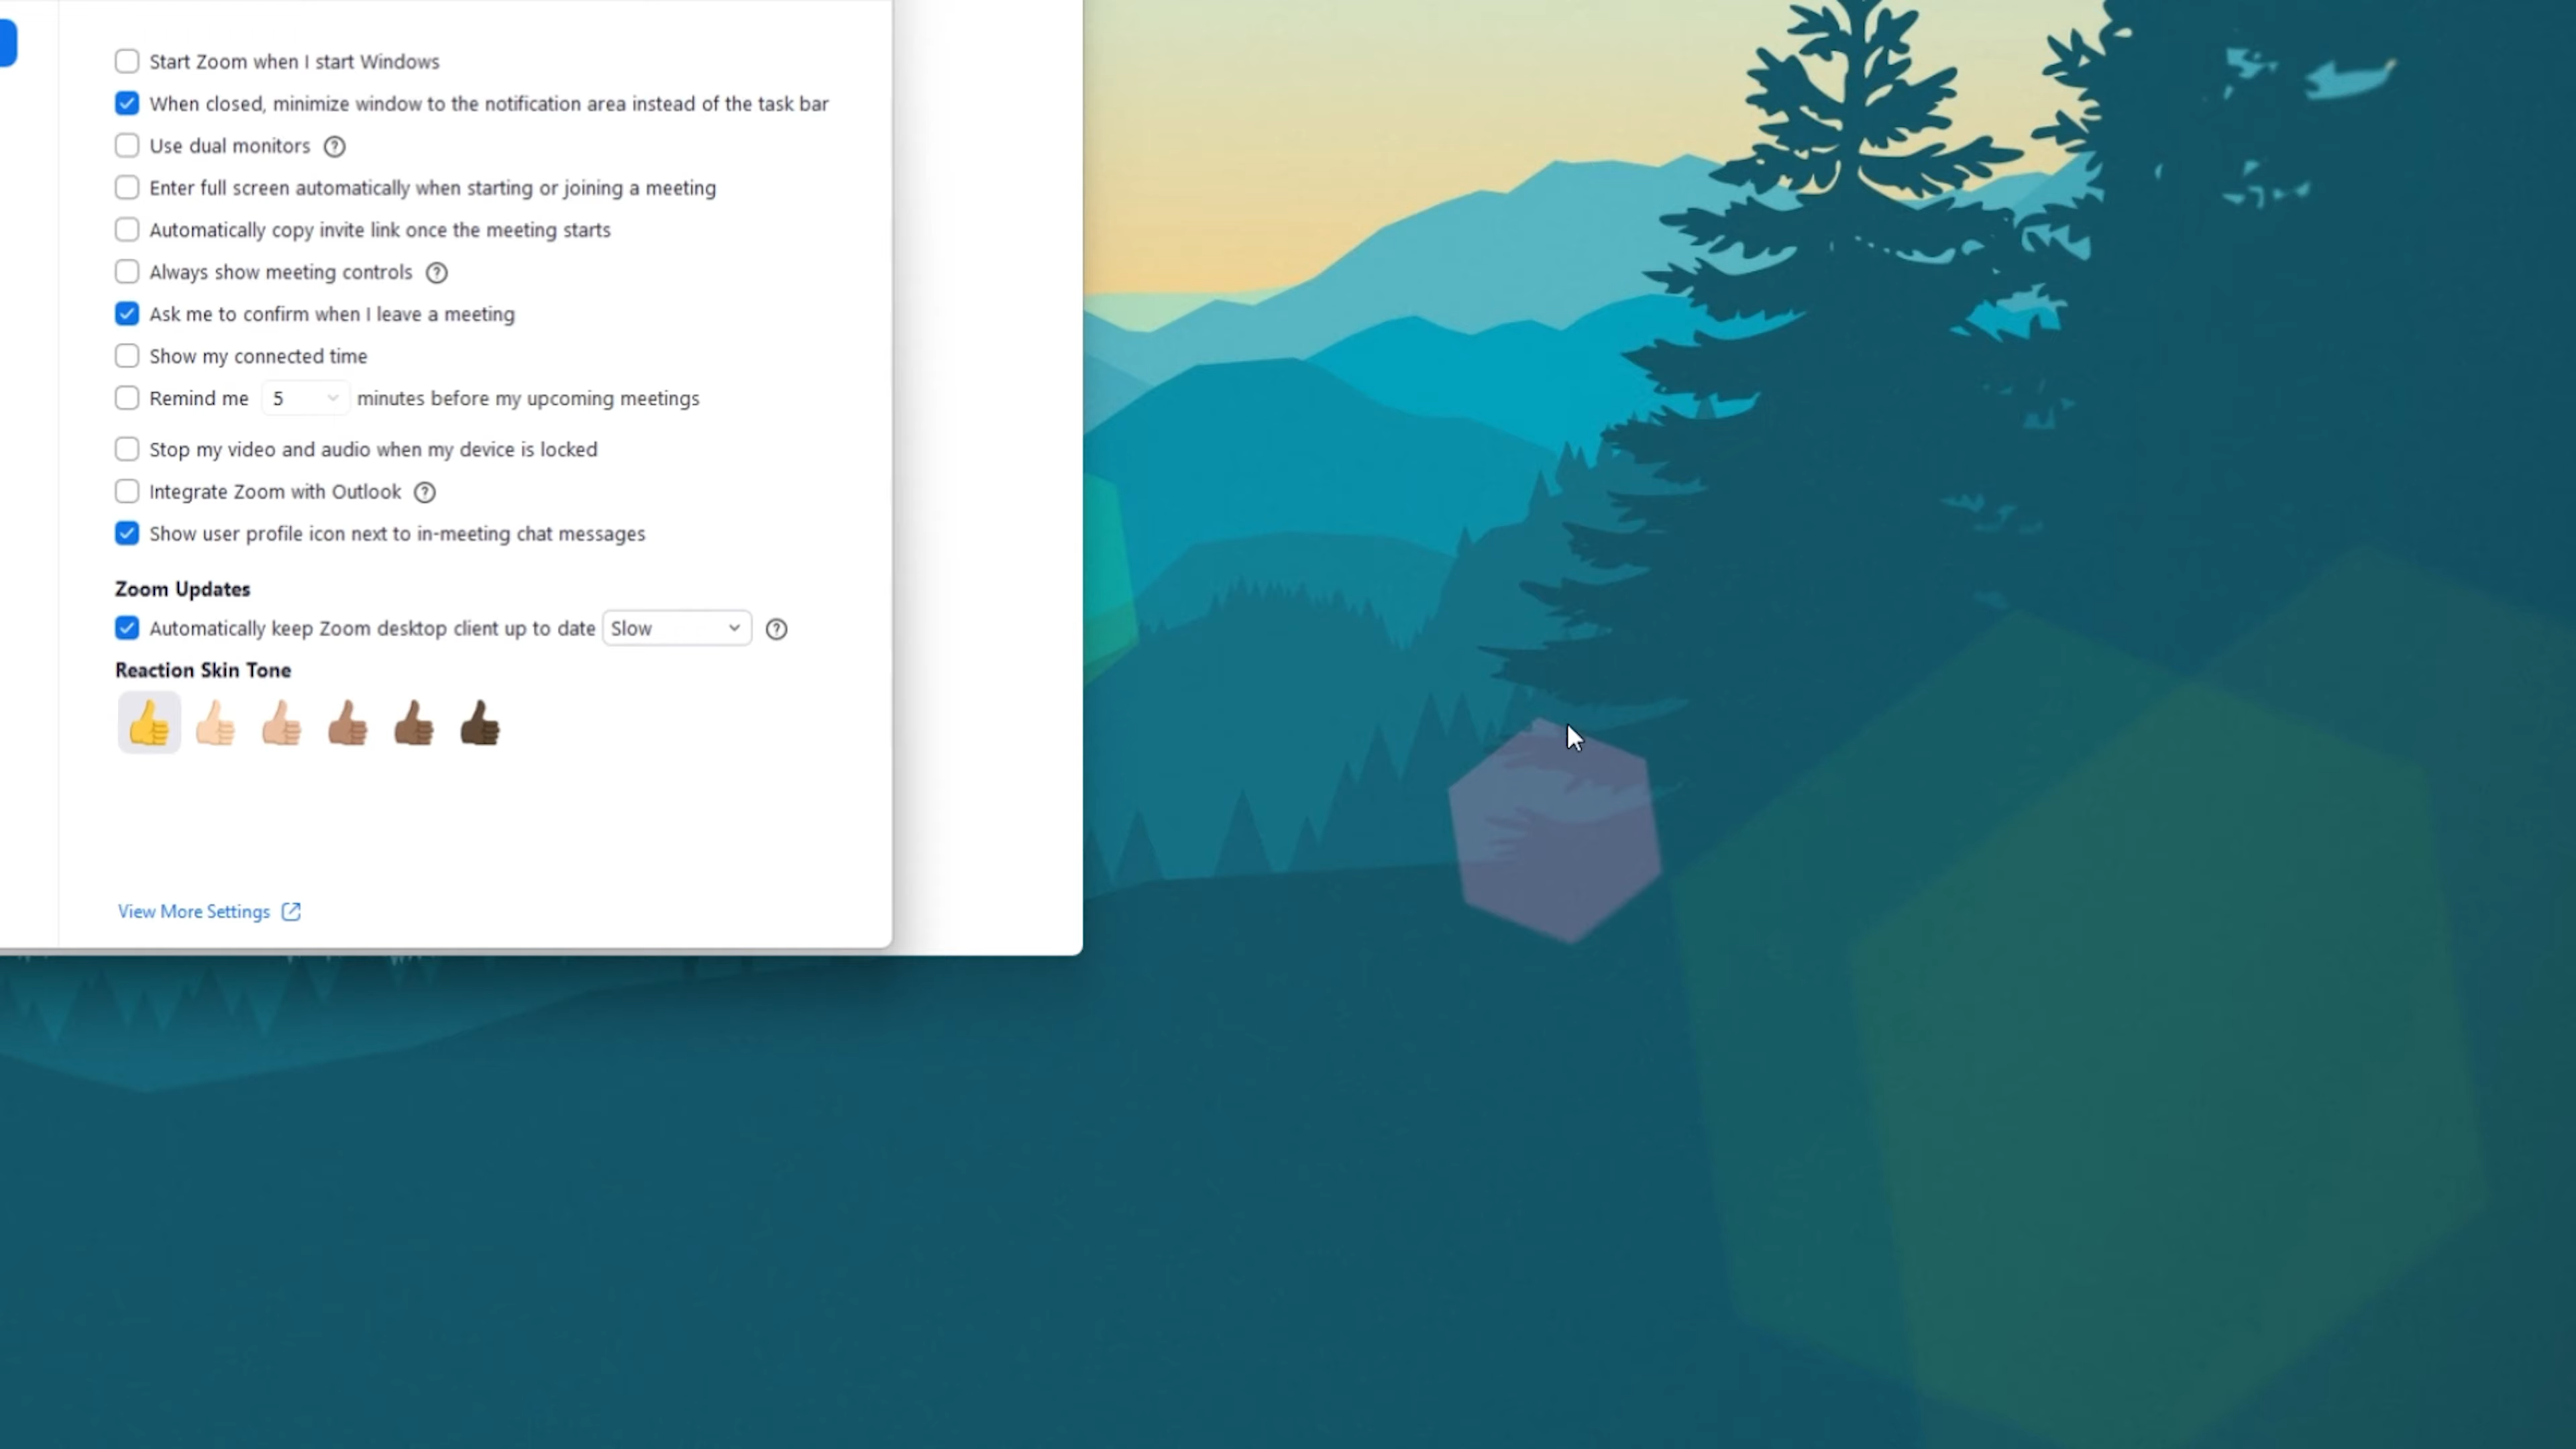 Start Zoom when I start Windows
When closed, minimize window to the notification area instead of the task bar
Use dual monitors ?
Enter full screen automatically when starting or joining a meeting
Automatically copy invite link once the meeting starts
Always show meeting controls ?
Ask me to confirm when I leave a meeting
Show my connected time
Remind me 5 minutes before my upcoming meetings
Stop my video and audio when my device is locked
Integrate Zoom with Outlook ?
Show user profile icon next to in-meeting chat messages
Zoom Updates
Automatically keep Zoom desktop client up to date Slow ?
Reaction Skin Tone
View More Settings